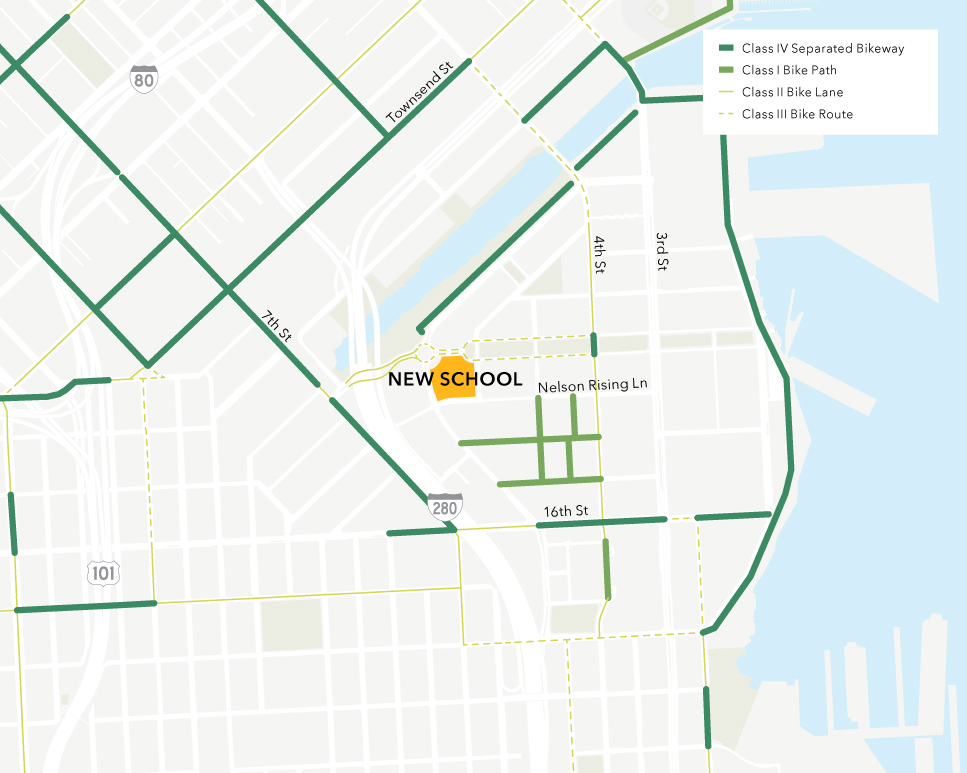 Class IV Separated Bikeway
Class I Bike Path
Class II Bike Lane
Class III Bike Route
80
Townsend St
4th St
3rd St
7th St
NEW SCHOOL
Nelson Rising Ln
280
16th St
101